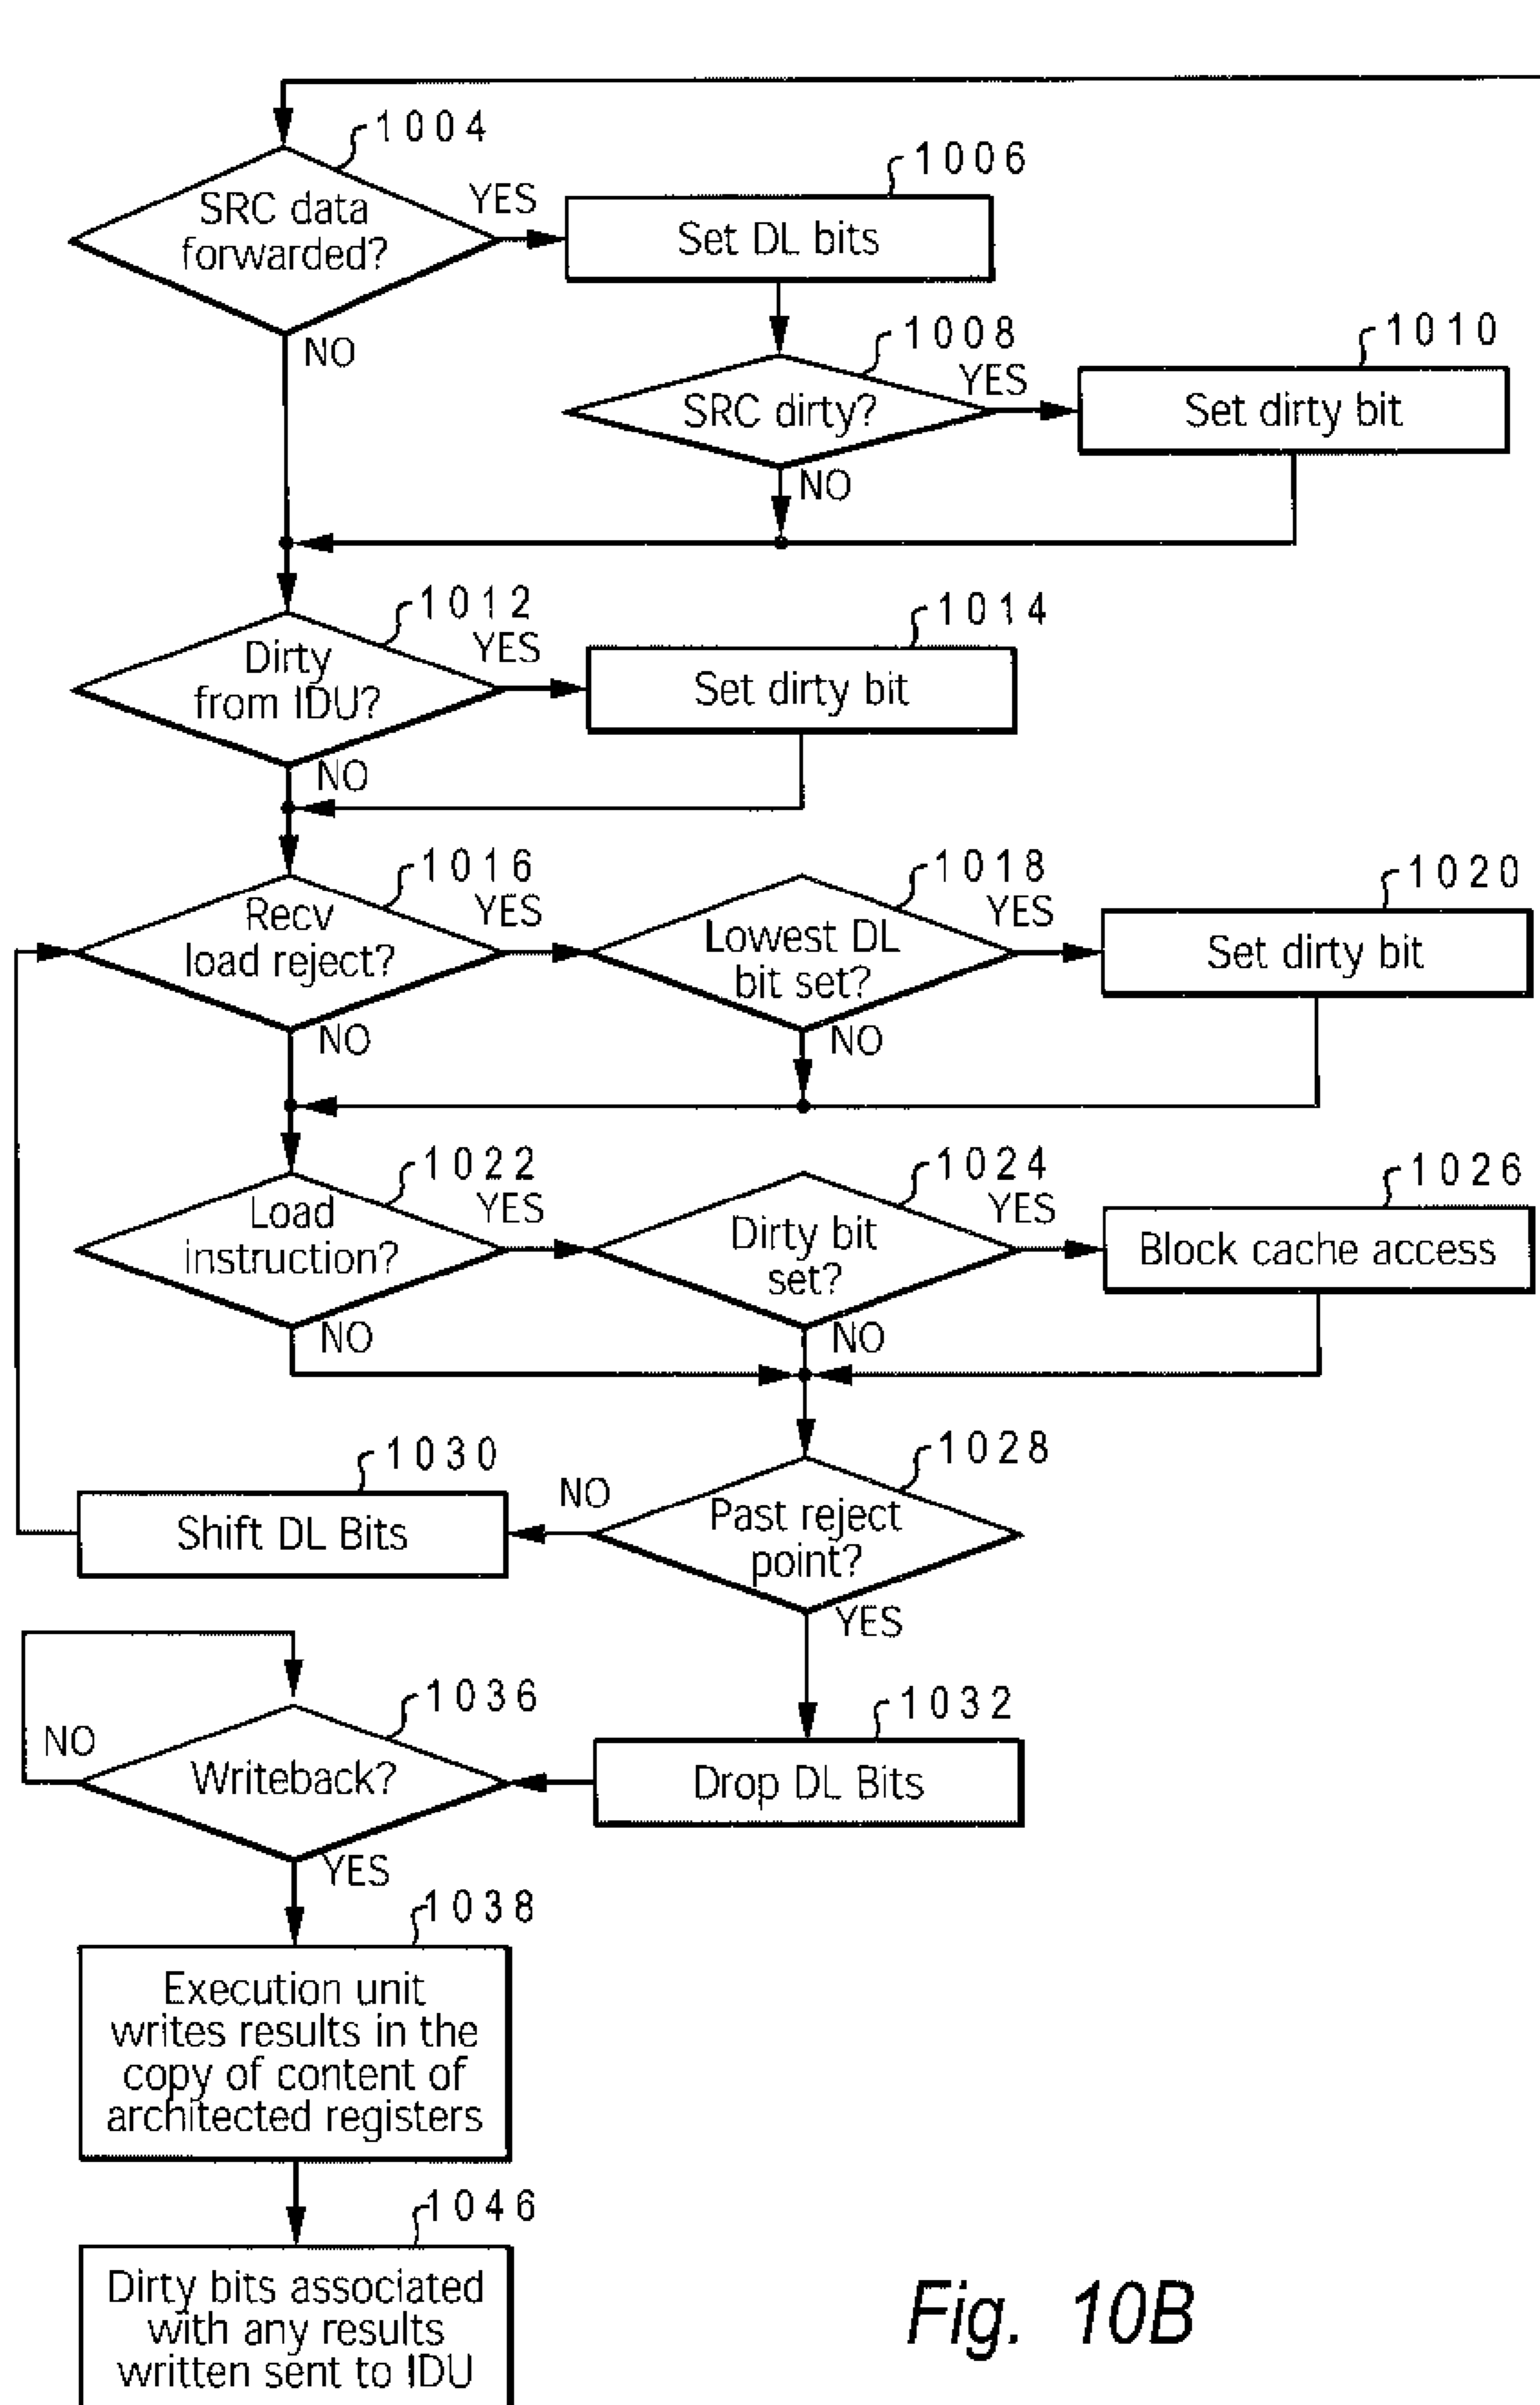 1004
SRC data
forwarded?
YES
NO
1006
Set DL bits
1008
SRC dirty?
YES
NO
1010
Set dirty bit
1012
Dirty
from IDU?
YES
NO
1014
Set dirty bit
1016
Recv
load reject?
YES
NO
1018
Lowest DL
bit set?
YES
NO
1020
Set dirty bit
1022
Load
instruction?
YES
NO
1024
Dirty bit
set?
YES
NO
1026
Block cache access
1028
Past reject
point?
NO
YES
1030
Shift DL Bits
1032
Drop DL Bits
1036
Writeback?
NO
YES
1038
Execution unit
writes results in the
copy of content of
architected registers
1046
Dirty bits associated
with any results
written sent to IDU
Fig. 10B